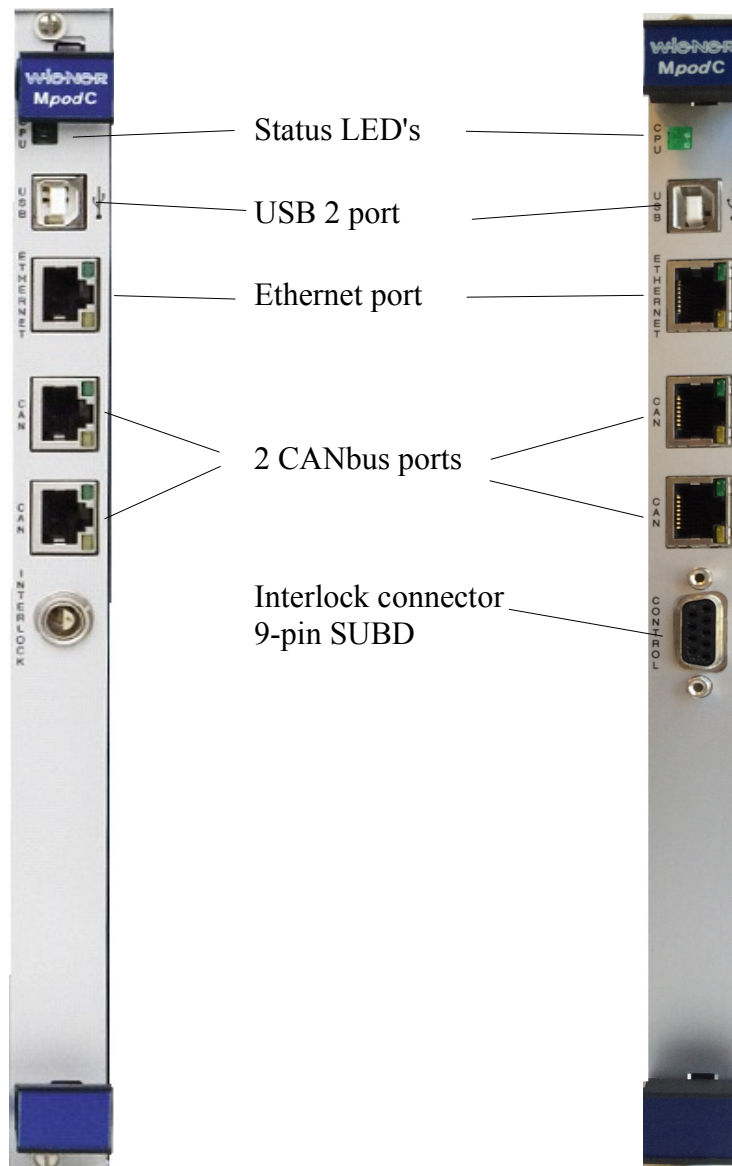 WIENER
MpodC
CPU
USB
ETHERNET
CAN
CAN
INTERLOCK
Status LED's
USB 2 port
Ethernet port
2 CANbus ports
Interlock connector
9-pin SUBD
WIENER
MpodC
CPU
USB
ETHERNET
CAN
CAN
CONTROL